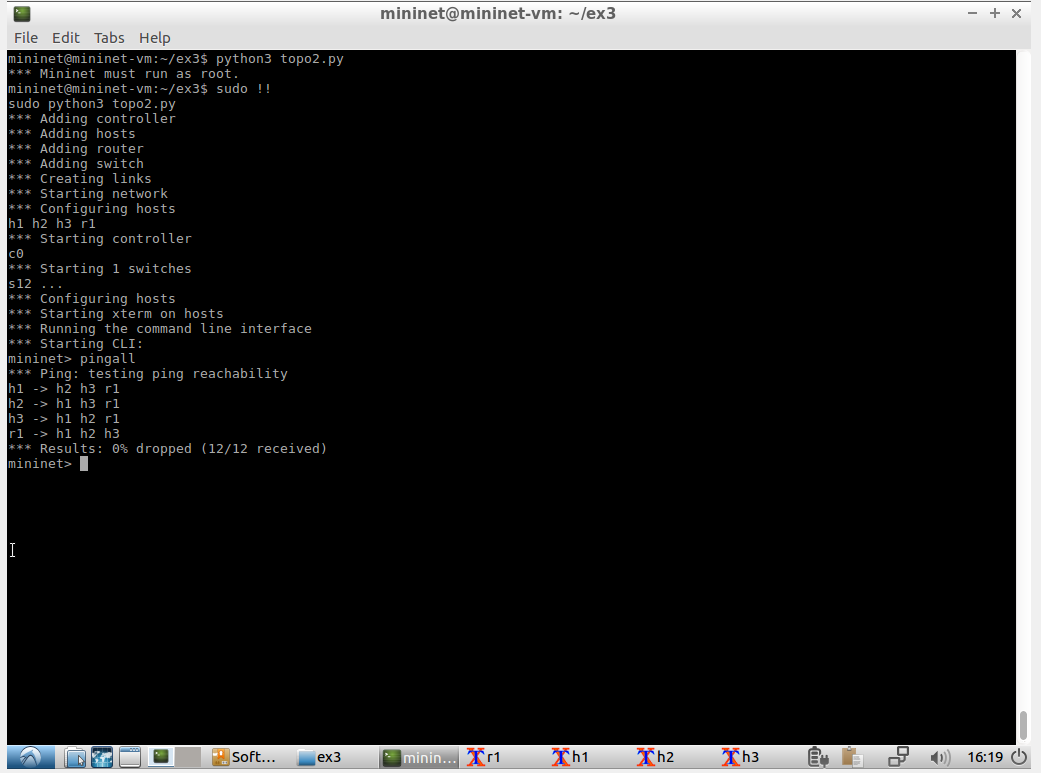 mininet@mininet-vm: ~/ex3
File Edit Tabs Help
mininet@mininet-vm:~/ex3$ python3 topo2.py
*** Mininet must run as root.
mininet@mininet-vm:~/ex3$ sudo !!
sudo python3 topo2.py
*** Adding controller
*** Adding hosts
*** Adding router
*** Adding switch
*** Creating links
*** Starting network
*** Configuring hosts
h1 h2 h3 r1
*** Starting controller
c0
*** Starting 1 switches
s12 ...
*** Configuring hosts
*** Starting xterm on hosts
*** Running the command line interface
*** Starting CLI:
mininet> pingall
*** Ping: testing ping reachability
h1 -> h2 h3 r1
h2 -> h1 h3 r1
h3 -> h1 h2 r1
r1 -> h1 h2 h3
*** Results: 0% dropped (12/12 received)
mininet>
Soft... ex3 minin... r1 h1 h2 h3 16:19